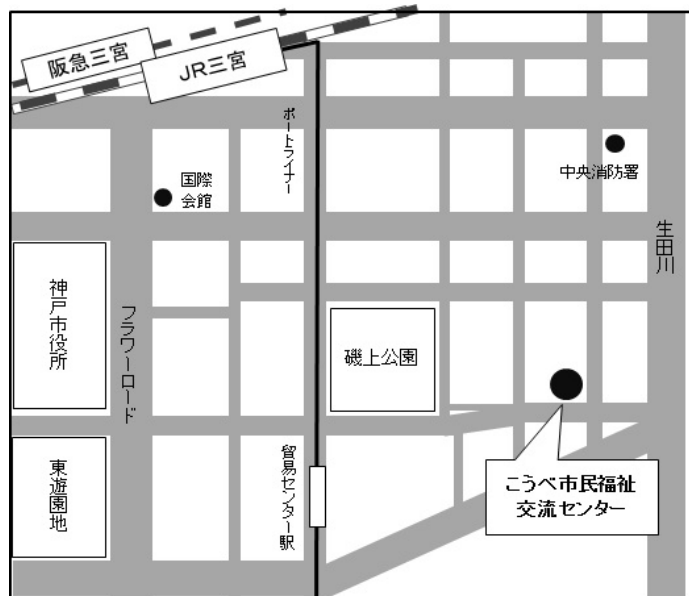 阪急三宮
JR三宮
ポートライナー
国際
会館
中央消防署
生田川
神戸市役所
フラワーロード
磯上公園
東遊園地
貿易センター駅
こうべ市民福祉
交流センター